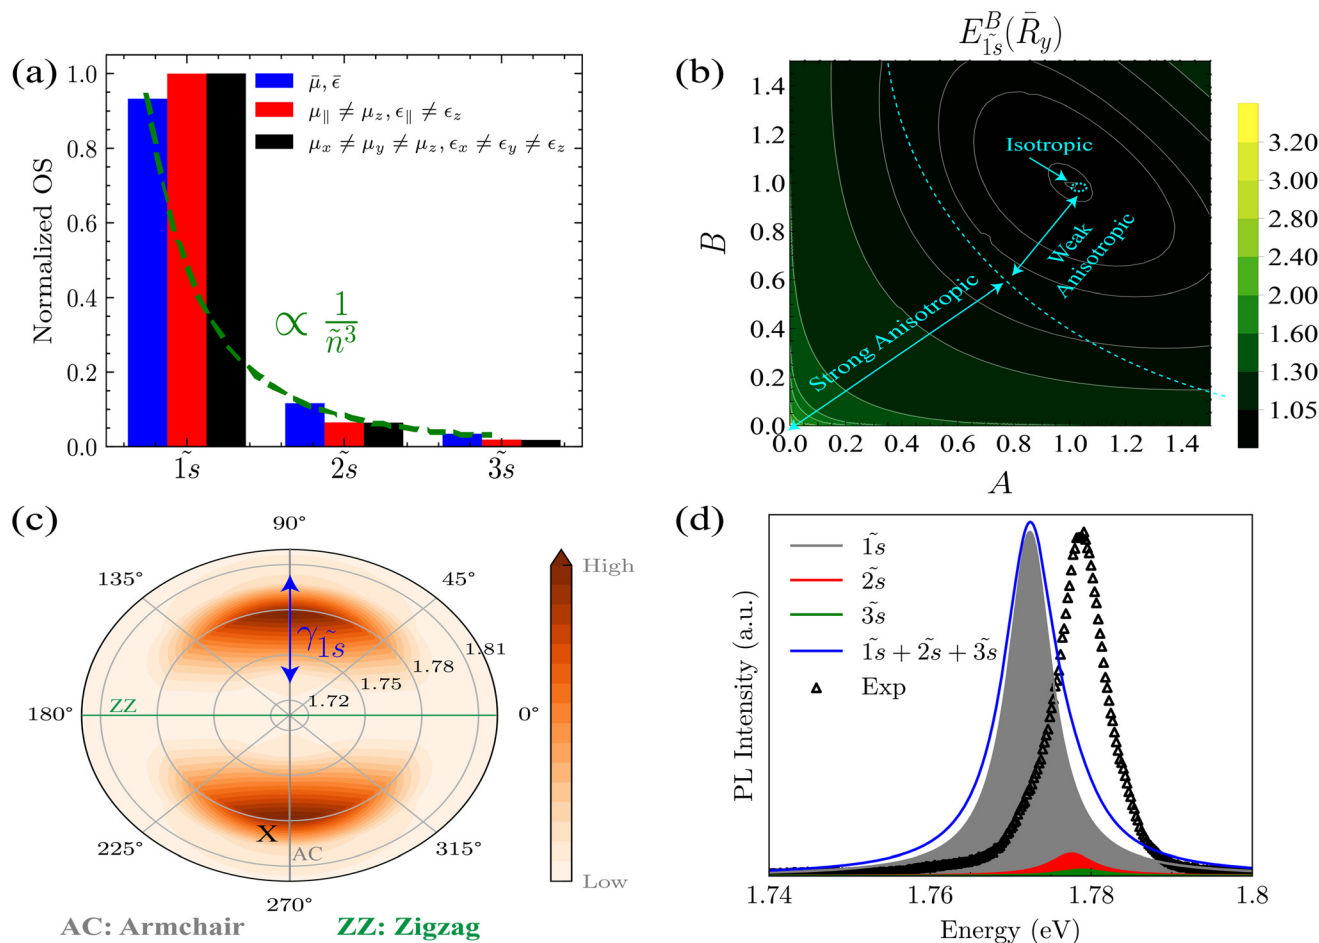 (a)
1.0
0.8
0.6
0.4
0.2
0.0
Normalized OS
μ̄, ε̄
μ∥ ≠ μz, ϵ∥ ≠ ϵz
μx ≠ μy ≠ μz, ϵx ≠ ϵy ≠ ϵz
∝ 1/ñ³
1̃s 2̃s 3̃s
E^B_1̃s(R̄y)
(b)
1.4
1.2
1.0
0.8
0.6
0.4
0.2
0.0
B
Isotropic
Weak
Anisotropic
Strong Anisotropic
0.0 0.2 0.4 0.6 0.8 1.0 1.2 1.4
A
3.20
3.00
2.40
2.00
1.60
1.30
1.05
(c)
90°
135° 45°
180° 0°
225° 315°
270°
γ1̃s
1.81
1.78
1.75
1.72
ZZ
X
AC
High
Low
AC: Armchair ZZ: Zigzag
(d)
1̃s
2̃s
3̃s
1̃s + 2̃s + 3̃s
Exp
PL Intensity (a.u.)
1.74 1.76 1.78 1.8
Energy (eV)